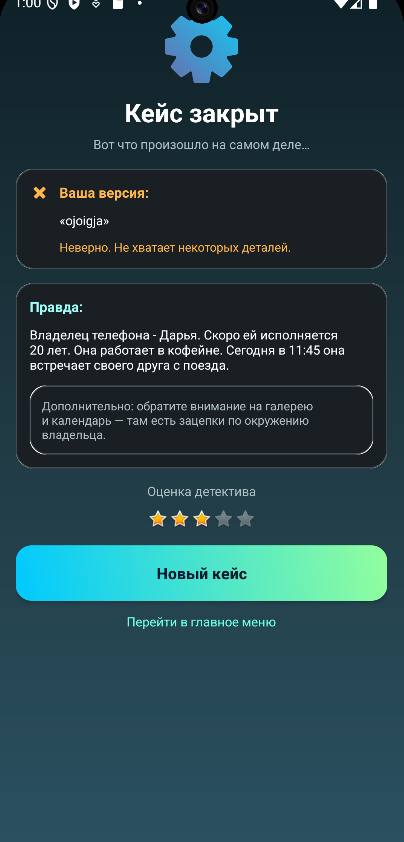 1:00
Кейс закрыт
Вот что произошло на самом деле...
Ваша версия:
«ojoigja»
Неверно. Не хватает некоторых деталей.
Правда:
Владелец телефона - Дарья. Скоро ей исполняется
20 лет. Она работает в кофейне. Сегодня в 11:45 она
встречает своего друга с поезда.
Дополнительно: обратите внимание на галерею
и календарь — там есть зацепки по окружению
владельца.
Оценка детектива
Новый кейс
Перейти в главное меню